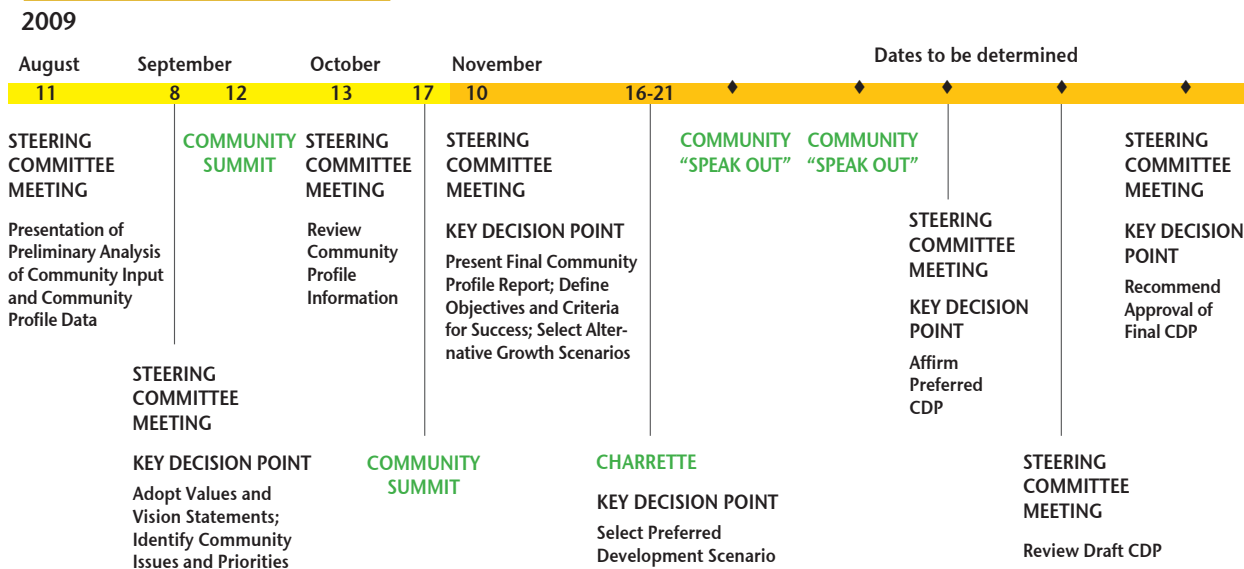 2009
August September October November Dates to be determined
11 8 12 13 17 10 16-21
STEERING
COMMITTEE
MEETING
Presentation of
Preliminary Analysis
of Community Input
and Community
Profile Data
STEERING
COMMITTEE
MEETING
KEY DECISION POINT
Adopt Values and
Vision Statements;
Identify Community
Issues and Priorities
COMMUNITY
SUMMIT
STEERING
COMMITTEE
MEETING
Review
Community
Profile
Information
COMMUNITY
SUMMIT
STEERING
COMMITTEE
MEETING
KEY DECISION POINT
Present Final Community
Profile Report; Define
Objectives and Criteria
for Success; Select Alter-
native Growth Scenarios
CHARRETTE
KEY DECISION POINT
Select Preferred
Development Scenario
COMMUNITY
“SPEAK OUT”
COMMUNITY
“SPEAK OUT”
STEERING
COMMITTEE
MEETING
KEY DECISION
POINT
Affirm
Preferred
CDP
STEERING
COMMITTEE
MEETING
Review Draft CDP
STEERING
COMMITTEE
MEETING
KEY DECISION
POINT
Recommend
Approval of
Final CDP